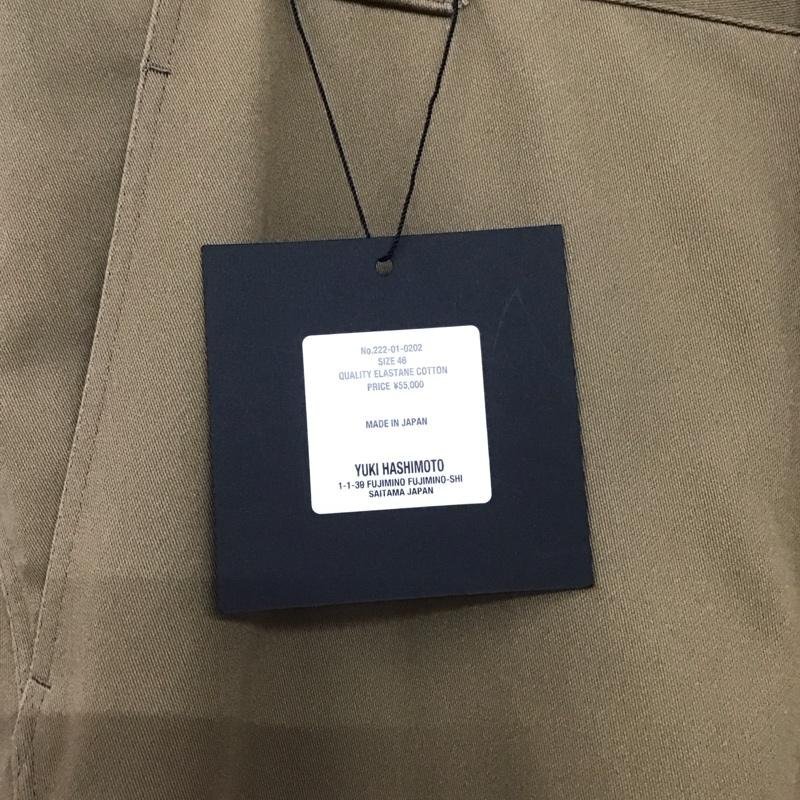 No.222-01-0202
SIZE 46
QUALITY ELASTANE COTTON
PRICE ¥55,000
MADE IN JAPAN
YUKI HASHIMOTO
1-1-39 FUJIMINO FUJIMINO-SHI
SAITAMA JAPAN